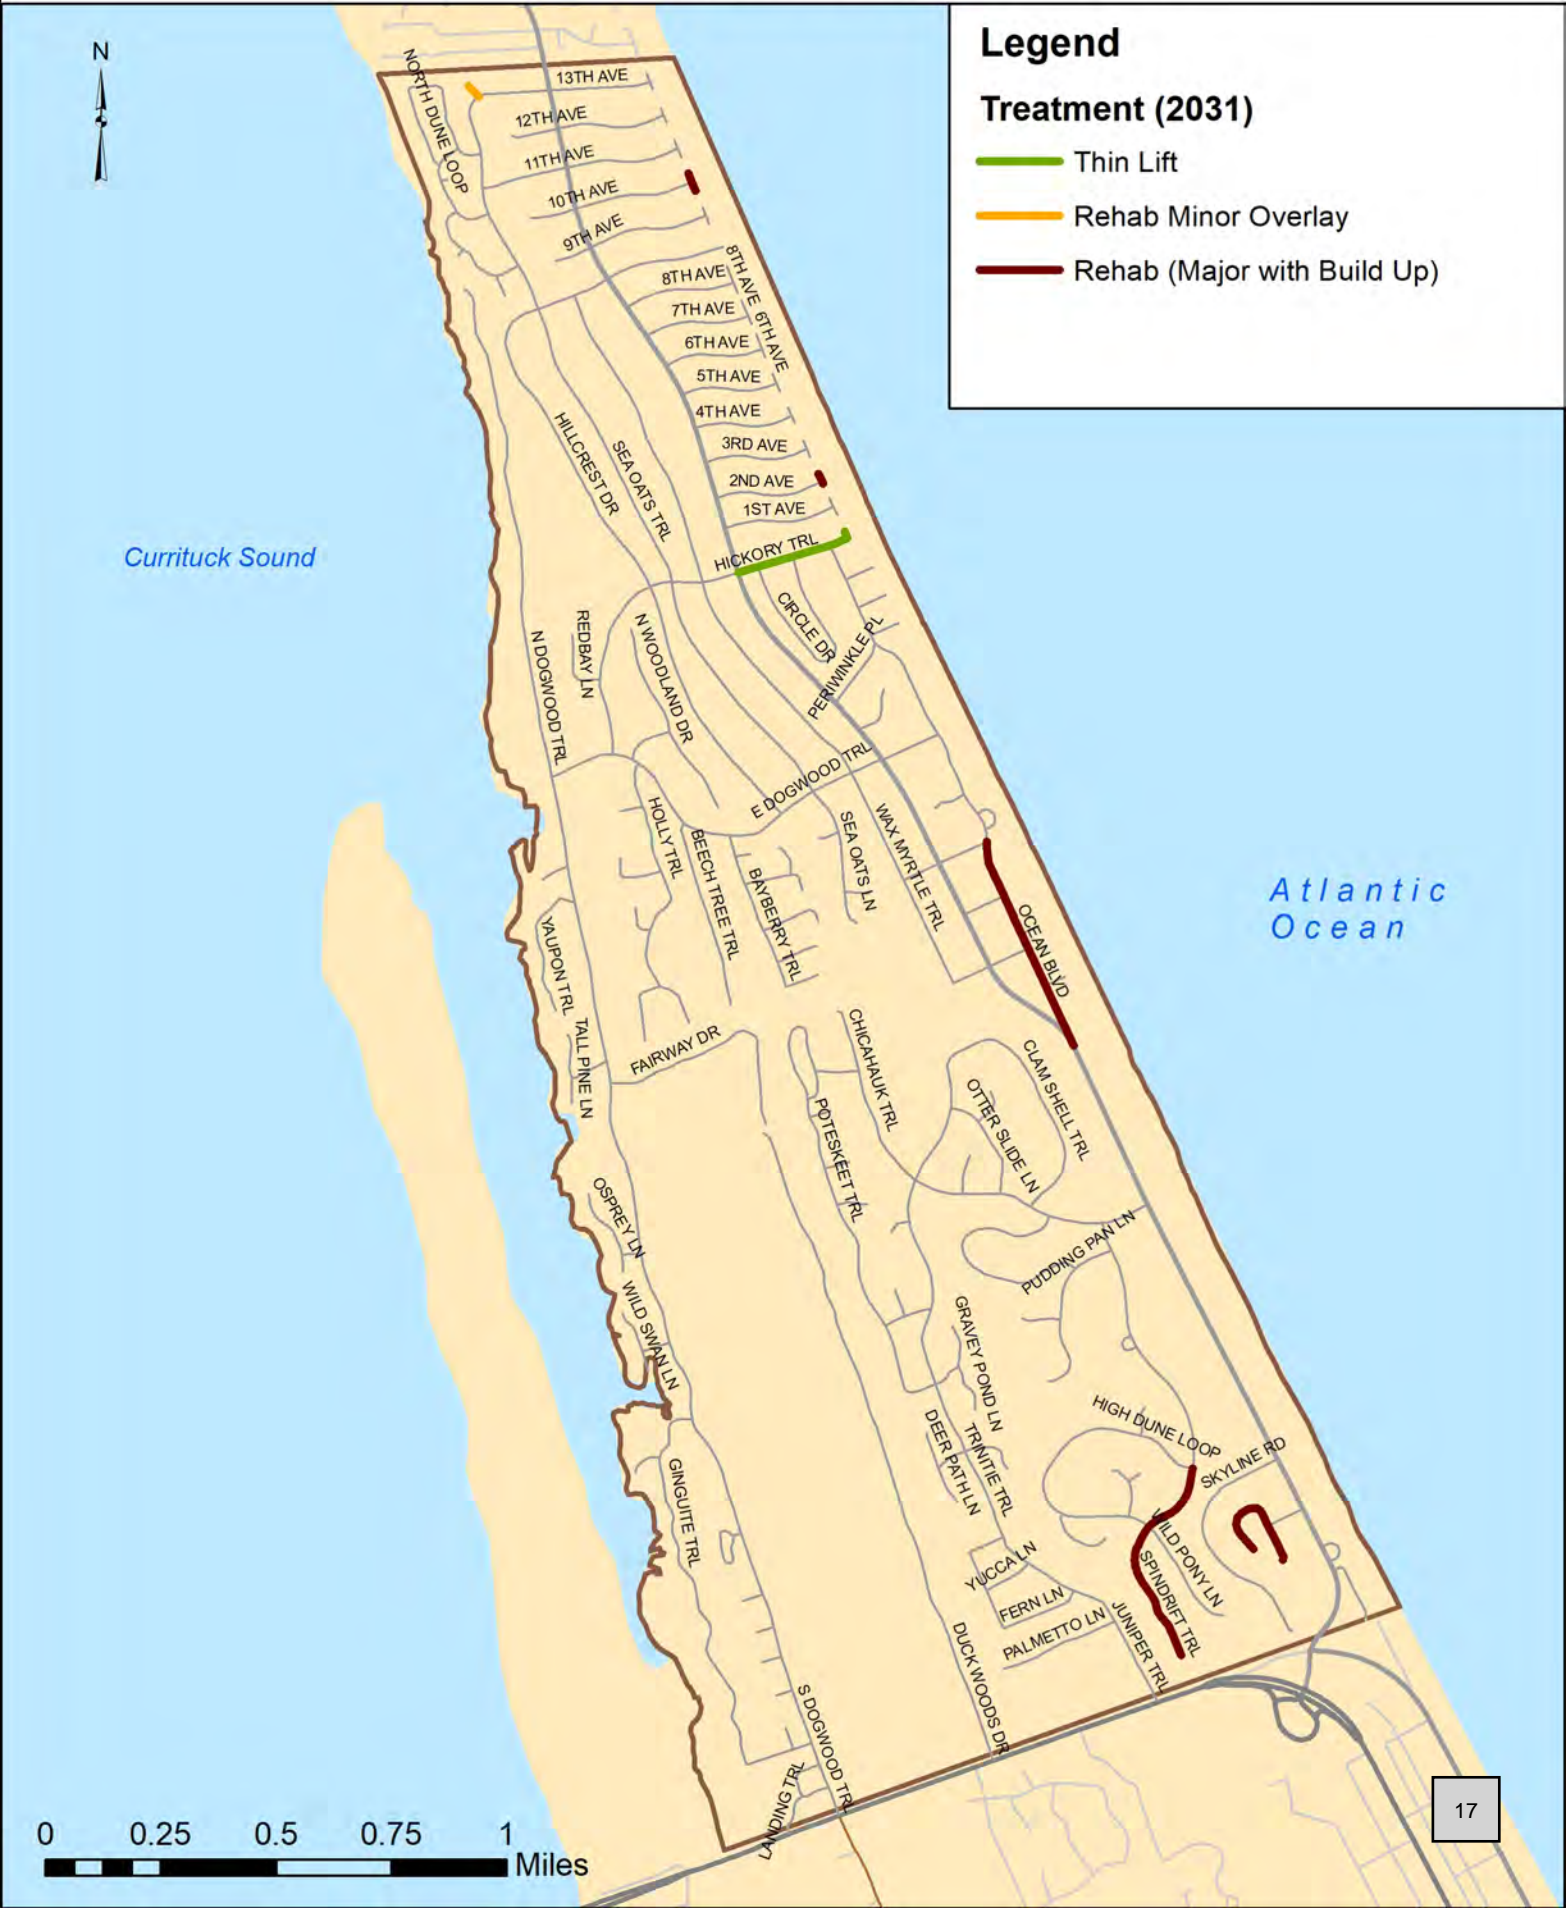 Legend
Treatment (2031)
Thin Lift
Rehab Minor Overlay
Rehab (Major with Build Up)
N
NORTH DUNE LOOP
13TH AVE
12TH AVE
11TH AVE
10TH AVE
9TH AVE
8TH AVE
8TH AVE
7TH AVE
6TH AVE
6TH AVE
5TH AVE
4TH AVE
3RD AVE
2ND AVE
1ST AVE
HICKORY TRL
HILLCREST DR
SEA OATS TRL
Currituck Sound
CIRCLE DR
PERIWINKLE PL
REDBAY LN
N WOODLAND DR
N DOGWOOD TRL
E DOGWOOD TRL
HOLLY TRL
BEECH TREE TRL
BAYBERRY TRL
SEA OATS LN
WAX MYRTLE TRL
OCEAN BLVD
Atlantic
Ocean
YAUPON TRL
TALL PINE LN
FAIRWAY DR
CHICAHAUK TRL
CLAM SHELL TRL
OTTER SLIDE LN
POTESKEET TRL
OSPREY LN
PUDDING PAN LN
WILD SWAN LN
GRAVEY POND LN
HIGH DUNE LOOP
SKYLINE RD
DEER PATH LN
TRINITIE TRL
GINGUITE TRL
WILD PONY LN
SPINDRIFT TRL
YUCCA LN
FERN LN
PALMETTO LN
JUNIPER TRL
DUCK WOODS DR
S DOGWOOD TRL
LANDING TRL
17
0 0.25 0.5 0.75 1
Miles